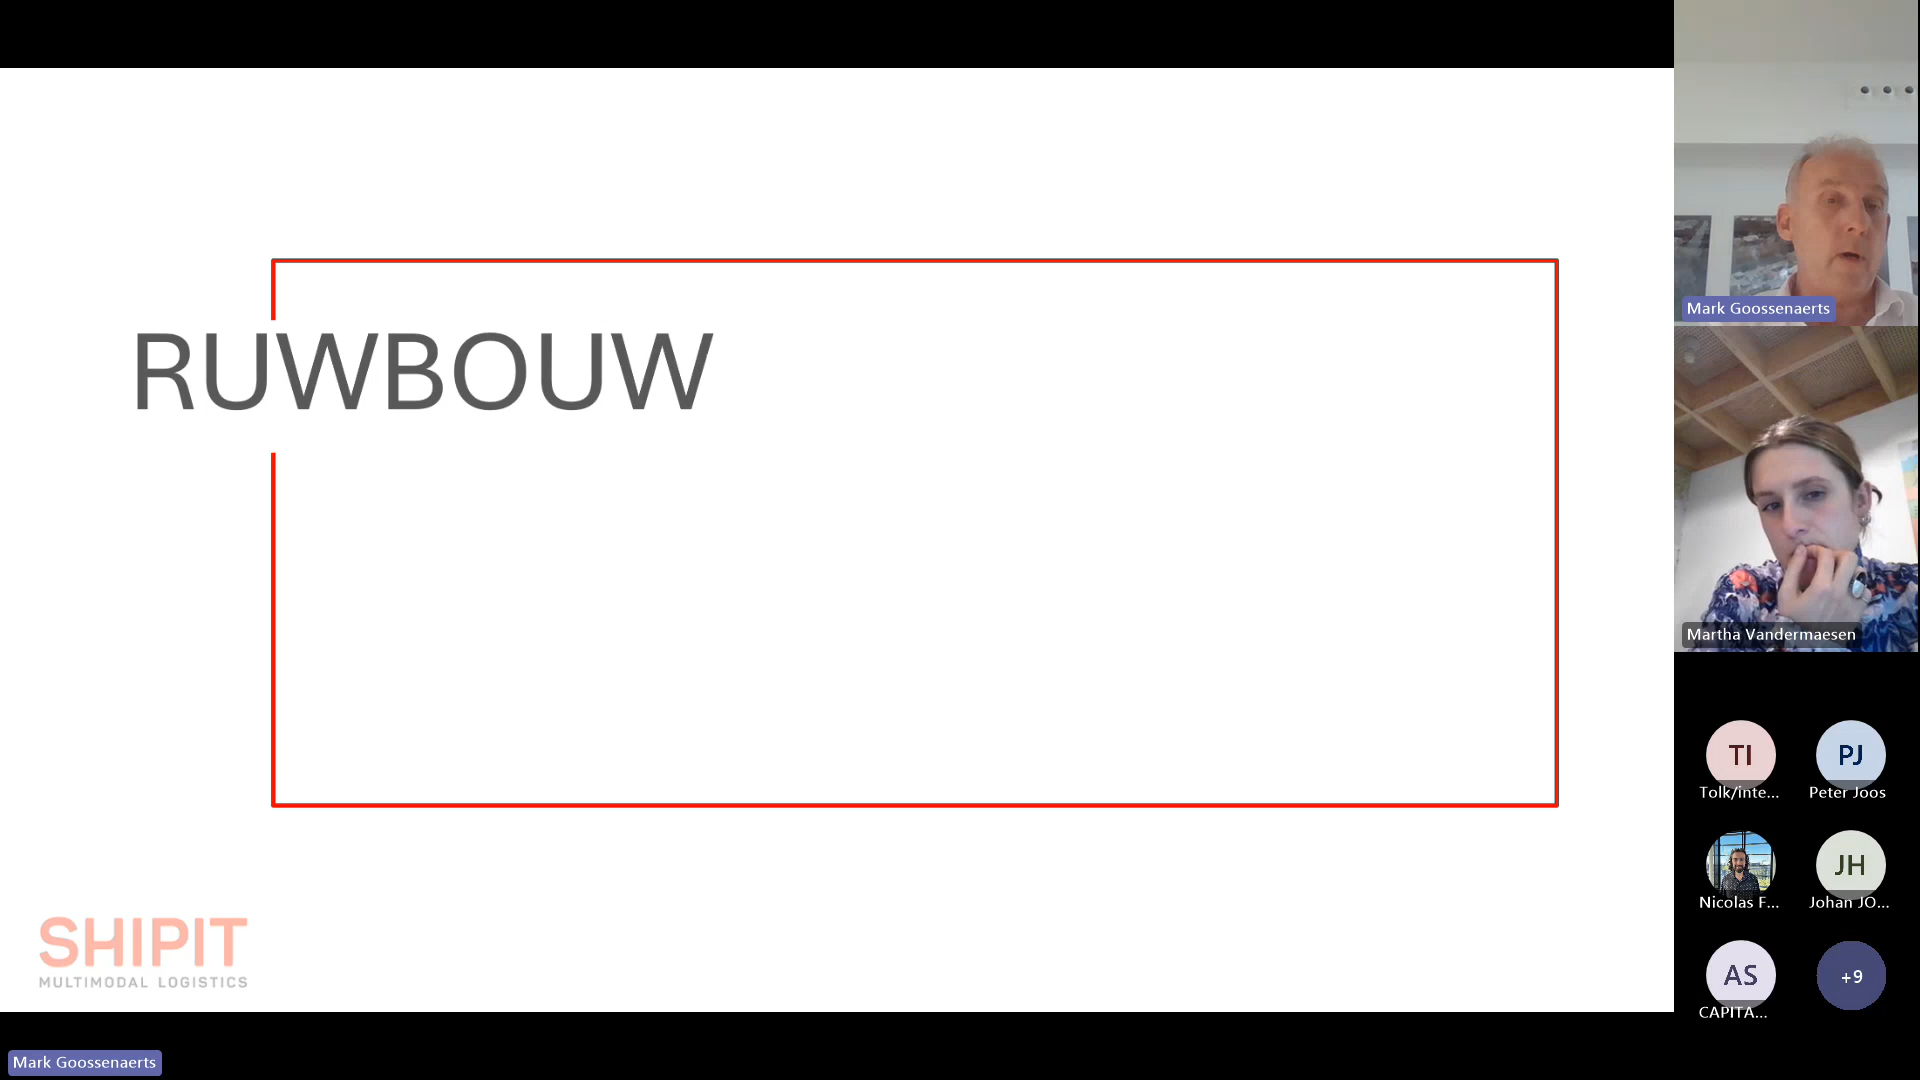 RUWBOUW
SHIPIT
MULTIMODAL LOGISTICS
Mark Goossenaerts
Mark Goossenaerts
Martha Vandermaesen
TI
Tolk/inte...
PJ
Peter Joos
Nicolas F...
JH
Johan JO...
AS
CAPITA...
+9